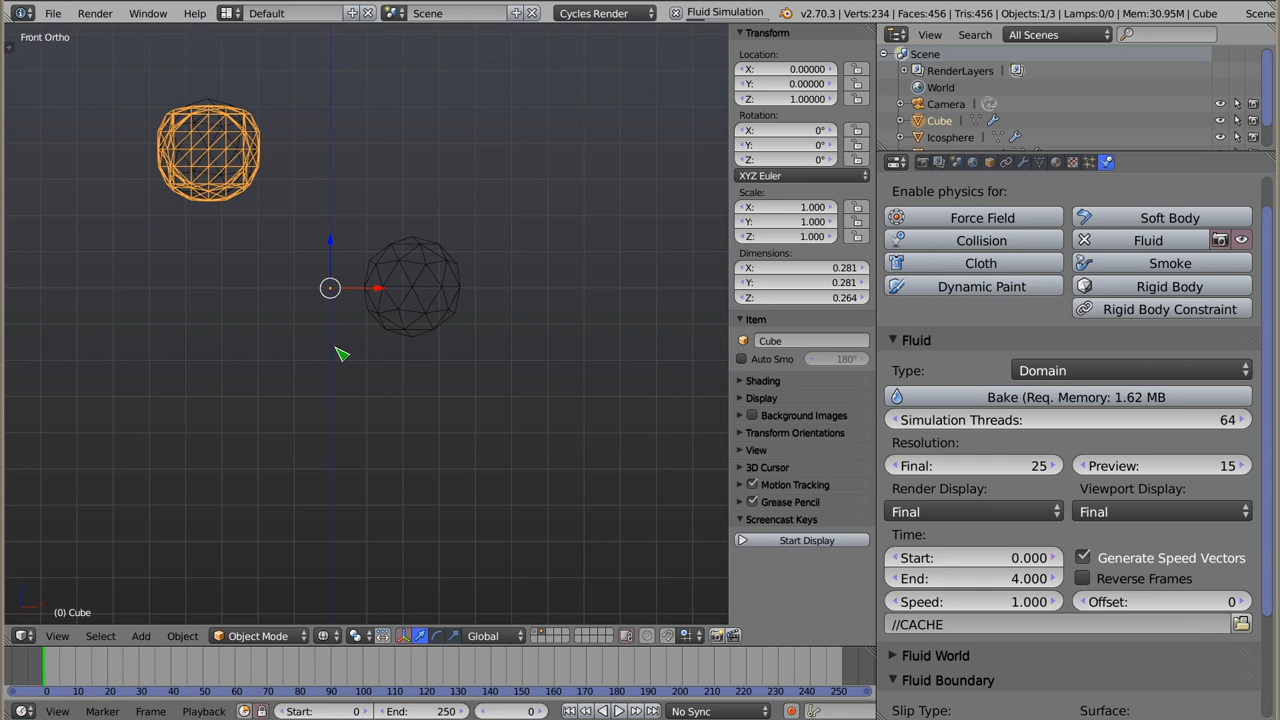 File Render Window Help Default Scene Cycles Render Fluid Simulation v2.70.3 | Verts:234 | Faces:456 | Tris:456 | Objects:1/3 | Lamps:0/0 | Mem:30.95M | Cube Scene
Front Ortho
(0) Cube
View Select Add Object Object Mode Global
0 10 20 30 40 50 60 70 80 90 100 110 120 130 140 150 160 170 180 190 200 210 220 230 240 250
View Marker Frame Playback Start: 0 End: 250 0 No Sync
Transform
Location:
X: 0.00000
Y: 0.00000
Z: 1.00000
Rotation:
X: 0°
Y: 0°
Z: 0°
XYZ Euler
Scale:
X: 1.000
Y: 1.000
Z: 1.000
Dimensions:
X: 0.281
Y: 0.281
Z: 0.264
Item
Cube
Auto Smo 180°
Shading
Display
Background Images
Transform Orientations
View
3D Cursor
Motion Tracking
Grease Pencil
Screencast Keys
Start Display
View Search All Scenes
Scene
RenderLayers
World
Camera
Cube
Icosphere
Enable physics for:
Force Field Soft Body
Collision Fluid
Cloth Smoke
Dynamic Paint Rigid Body
Rigid Body Constraint
Fluid
Type: Domain
Bake (Req. Memory: 1.62 MB
Simulation Threads: 64
Resolution:
Final: 25 Preview: 15
Render Display: Viewport Display:
Final Final
Time:
Start: 0.000 Generate Speed Vectors
End: 4.000 Reverse Frames
Speed: 1.000 Offset: 0
//CACHE
Fluid World
Fluid Boundary
Slip Type: Surface: